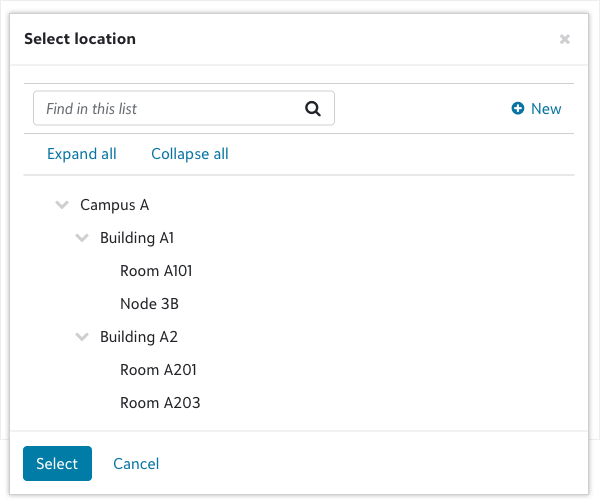 Select location
Find in this list
New
Expand all Collapse all
Campus A
Building A1
Room A101
Node 3B
Building A2
Room A201
Room A203
Select Cancel